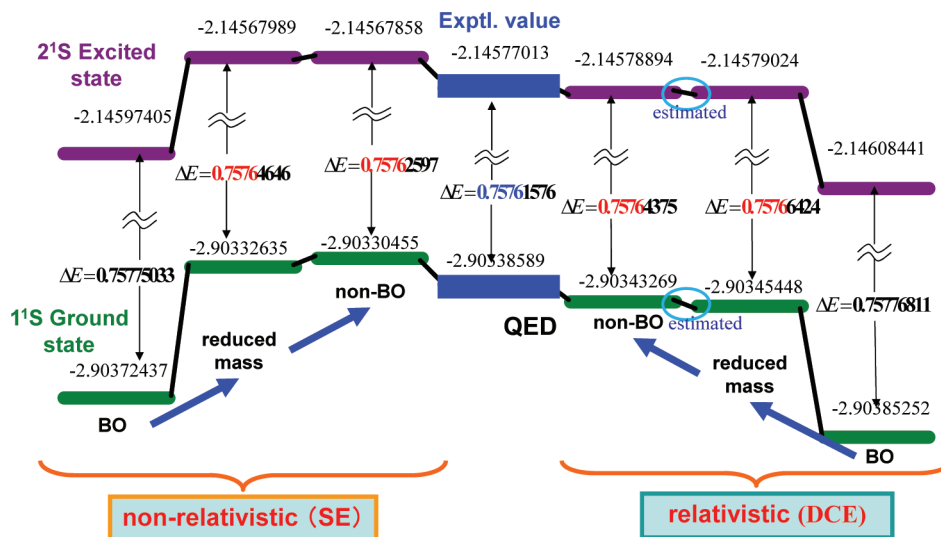 -2.14567989
-2.14567858
Exptl. value
2¹S Excited
state
-2.14577013
-2.14578894
-2.14579024
estimated
-2.14597405
-2.14608441
ΔE=0.75764646
ΔE=0.75762597
ΔE=0.75761576
ΔE=0.75764375
ΔE=0.75766424
-2.90332635
-2.90330455
-2.90338589
-2.90343269
-2.90345448
ΔE=0.75775033
ΔE=0.75776811
non-BO
QED
non-BO
estimated
1¹S Ground
state
reduced
mass
reduced
mass
-2.90372437
-2.90385252
BO
BO
non-relativistic (SE)
relativistic (DCE)